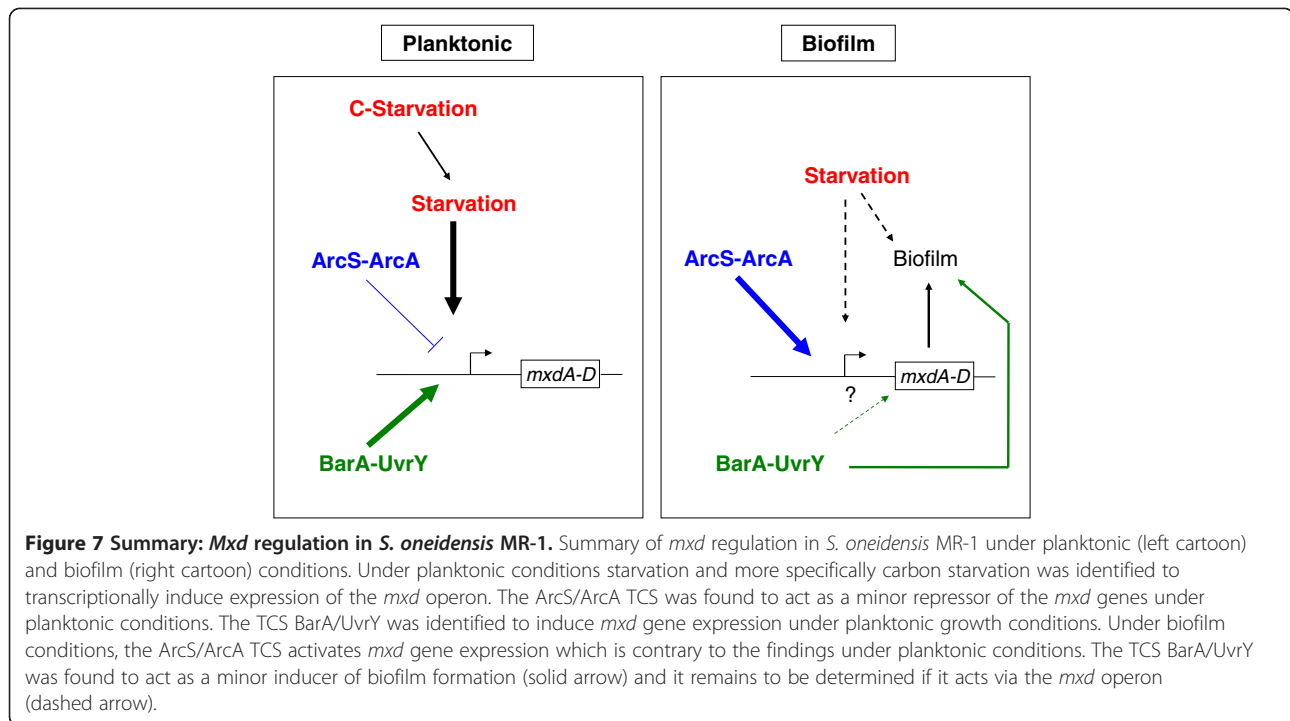 Planktonic
C-Starvation
Starvation
ArcS-ArcA
mxdA-D
BarA-UvrY
Biofilm
Starvation
ArcS-ArcA
Biofilm
mxdA-D
?
BarA-UvrY
Figure 7 Summary: Mxd regulation in S. oneidensis MR-1. Summary of mxd regulation in S. oneidensis MR-1 under planktonic (left cartoon)
and biofilm (right cartoon) conditions. Under planktonic conditions starvation and more specifically carbon starvation was identified to
transcriptionally induce expression of the mxd operon. The ArcS/ArcA TCS was found to act as a minor repressor of the mxd genes under
planktonic conditions. The TCS BarA/UvrY was identified to induce mxd gene expression under planktonic growth conditions. Under biofilm
conditions, the ArcS/ArcA TCS activates mxd gene expression which is contrary to the findings under planktonic conditions. The TCS BarA/UvrY
was found to act as a minor inducer of biofilm formation (solid arrow) and it remains to be determined if it acts via the mxd operon
(dashed arrow).